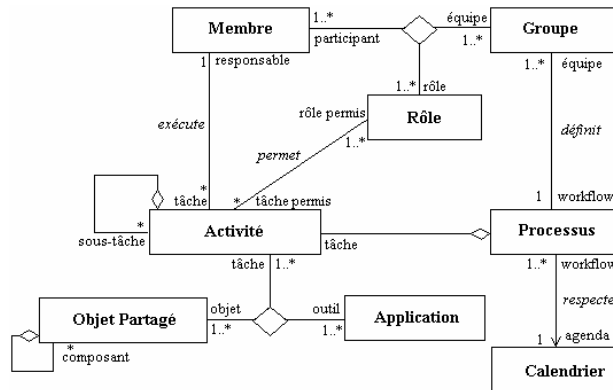 Membre
1..*
participant
équipe
1..*
Groupe
1
responsable
1..*
rôle
1..*
équipe
exécute
rôle permis
1..*
Rôle
permet
définit
*
tâche
*
tâche permis
1
workflow
*
sous-tâche
Activité
tâche
Processus
tâche
1..*
1..*
workflow
respecte
Objet Partagé
objet
1..*
outil
1..*
Application
*
composant
1
agenda
Calendrier